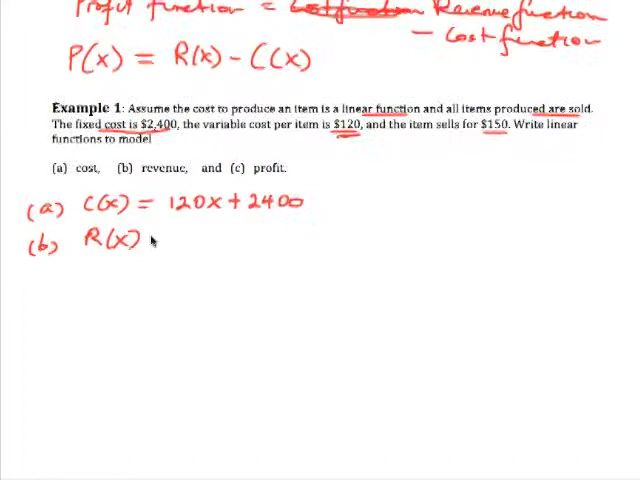 Profit function = Cost function Revenue function
- Cost function
P(x) = R(x) - C(x)
Example 1: Assume the cost to produce an item is a linear function and all items produced are sold.
The fixed cost is $2,400, the variable cost per item is $120, and the item sells for $150. Write linear
functions to model
(a) cost, (b) revenue, and (c) profit.
(a) C(x) = 120x + 2400
(b) R(x)